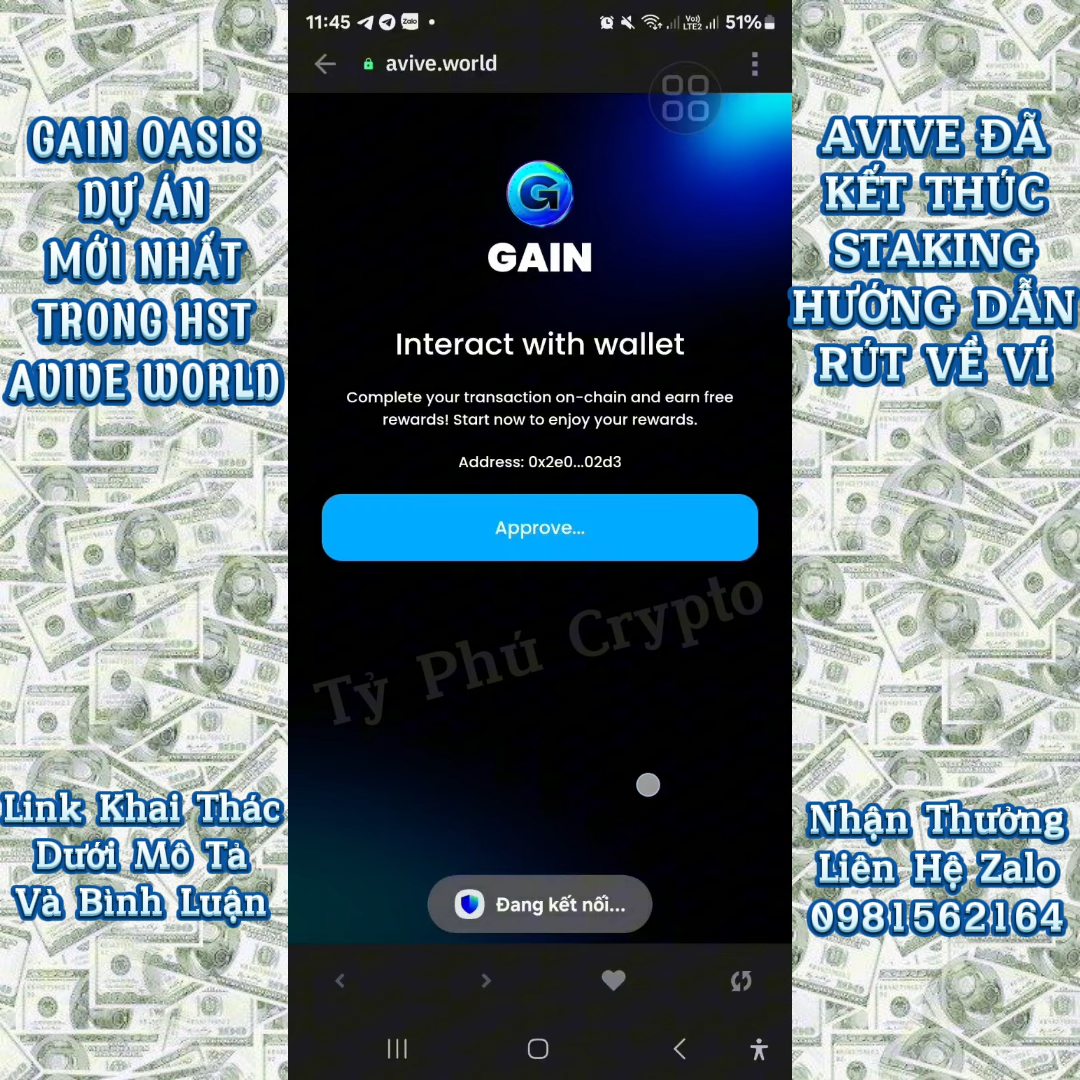 11:45
Zalo
Vo))
LTE2
51%
avive.world
GAIN OASIS
DỰ ÁN
MỚI NHẤT
TRONG HST
AVIVE WORLD
AVIVE ĐÃ
KẾT THÚC
STAKING
HƯỚNG DẪN
RÚT VỀ VÍ
G
GAIN
Interact with wallet
Complete your transaction on-chain and earn free
rewards! Start now to enjoy your rewards.
Address: 0x2e0...02d3
Approve...
Tỷ Phú Crypto
Link Khai Thác
Dưới Mô Tả
Và Bình Luận
Nhận Thưởng
Liên Hệ Zalo
0981562164
Đang kết nối...